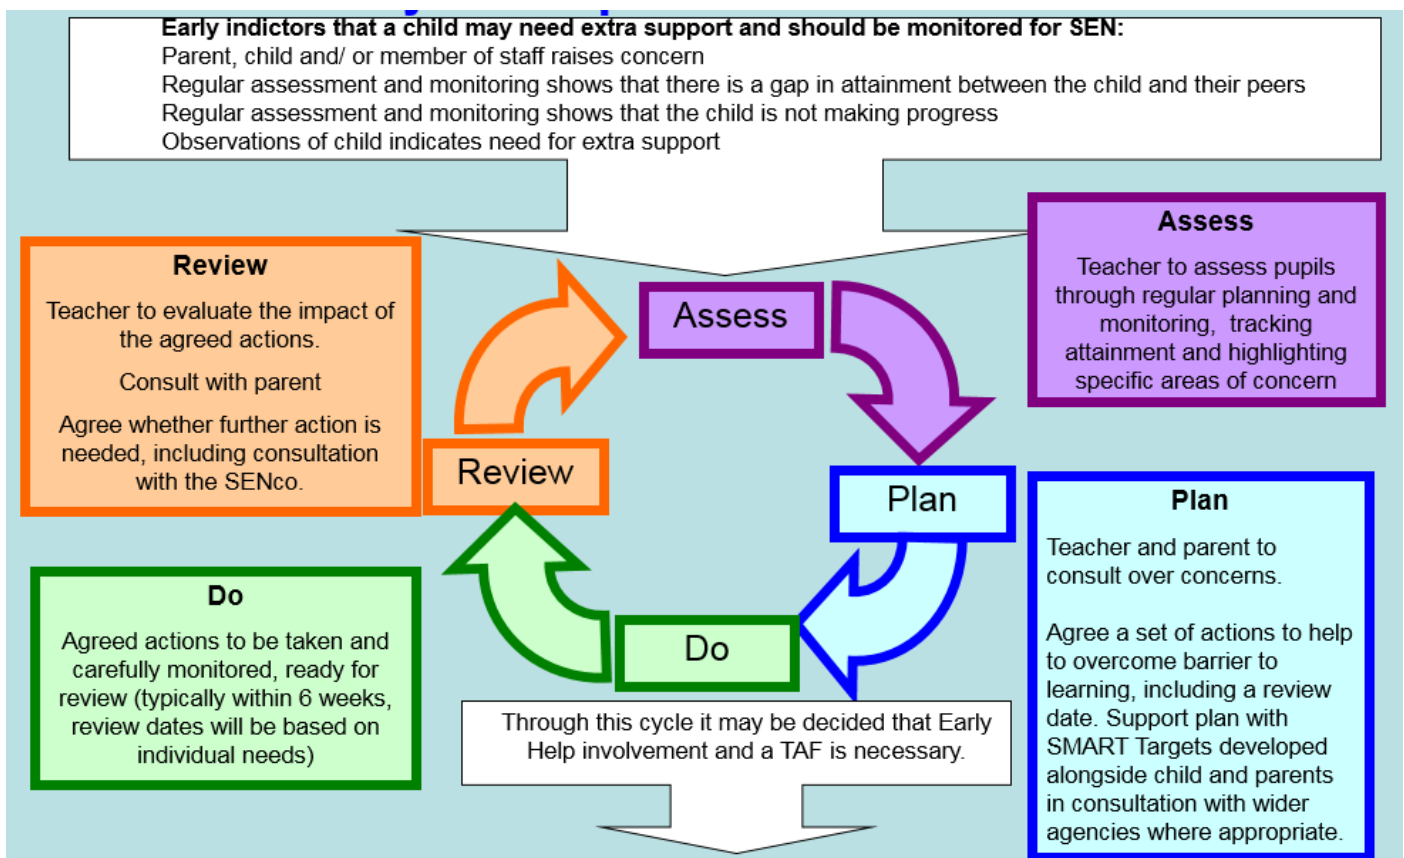 Early indictors that a child may need extra support and should be monitored for SEN:
Parent, child and/ or member of staff raises concern
Regular assessment and monitoring shows that there is a gap in attainment between the child and their peers
Regular assessment and monitoring shows that the child is not making progress
Observations of child indicates need for extra support
Assess
Teacher to assess pupils
through regular planning and
monitoring, tracking
attainment and highlighting
specific areas of concern
Review
Teacher to evaluate the impact of
the agreed actions.
Consult with parent
Agree whether further action is
needed, including consultation
with the SENco.
Assess
Review
Plan
Do
Plan
Teacher and parent to
consult over concerns.
Agree a set of actions to help
to overcome barrier to
learning, including a review
date. Support plan with
SMART Targets developed
alongside child and parents
in consultation with wider
agencies where appropriate.
Do
Agreed actions to be taken and
carefully monitored, ready for
review (typically within 6 weeks,
review dates will be based on
individual needs)
Through this cycle it may be decided that Early
Help involvement and a TAF is necessary.